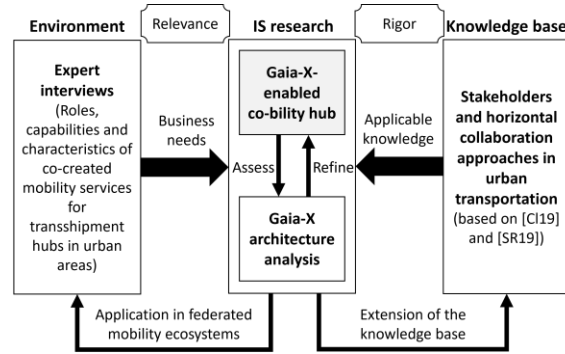 Environment
Relevance
IS research
Rigor
Knowledge base
Expert
interviews
(Roles,
capabilities and
characteristics of
co-created
mobility services
for
transshipment
hubs in urban
areas)
Business
needs
Gaia-X-
enabled
co-bility hub
Assess
Refine
Gaia-X
architecture
analysis
Applicable
knowledge
Stakeholders
and horizontal
collaboration
approaches in
urban
transportation
(based on [Cl19]
and [SR19])
Application in federated
mobility ecosystems
Extension of the
knowledge base